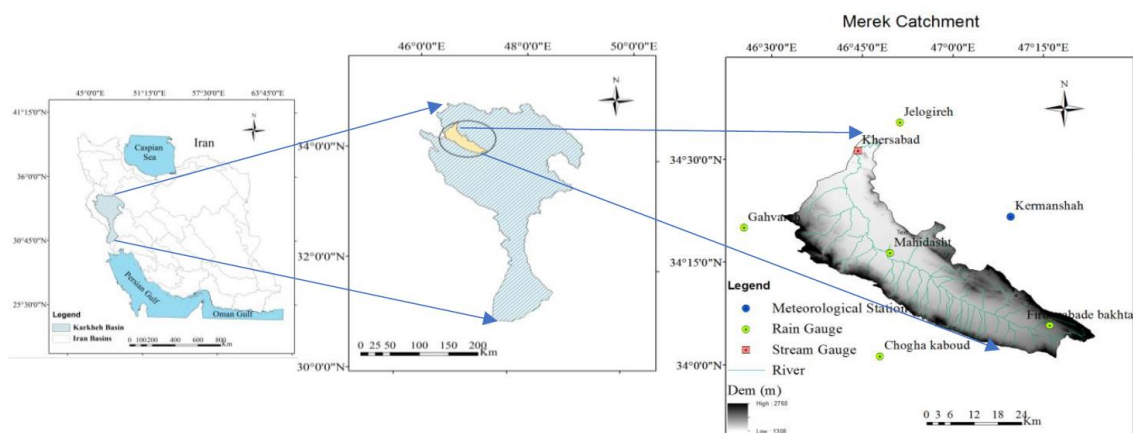 Merek Catchment
45°0'0"E 51°15'0"E 57°30'0"E 63°45'0"E
41°15'0"N
36°0'0"N
30°45'0"N
25°30'0"N
N
Iran
Caspian
Sea
Persian Gulf
Oman Gulf
Legend
Karkheh Basin
Iran Basins
0 100 200 400 600 800
Km
46°0'0"E 48°0'0"E 50°0'0"E
34°0'0"N
32°0'0"N
30°0'0"N
N
0 25 50 100 150 200
Km
46°30'0"E 46°45'0"E 47°0'0"E 47°15'0"E
34°30'0"N
34°15'0"N
34°0'0"N
N
Jelogireh
Khersabad
Kermanshah
Gahvareh
Mahidasht
Chogha kaboud
Legend
Meteorological Station
Rain Gauge
Stream Gauge
River
Dem (m)
High : 2760
0 3 6 12 18 24
Km